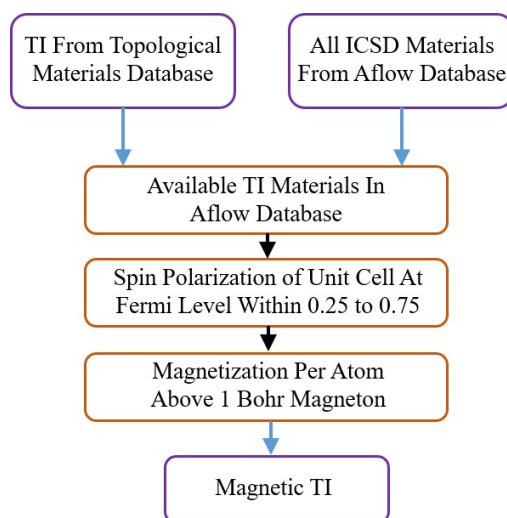 TI From Topological
Materials Database
All ICSD Materials
From Aflow Database
Available TI Materials In
Aflow Database
Spin Polarization of Unit Cell At
Fermi Level Within 0.25 to 0.75
Magnetization Per Atom
Above 1 Bohr Magneton
Magnetic TI